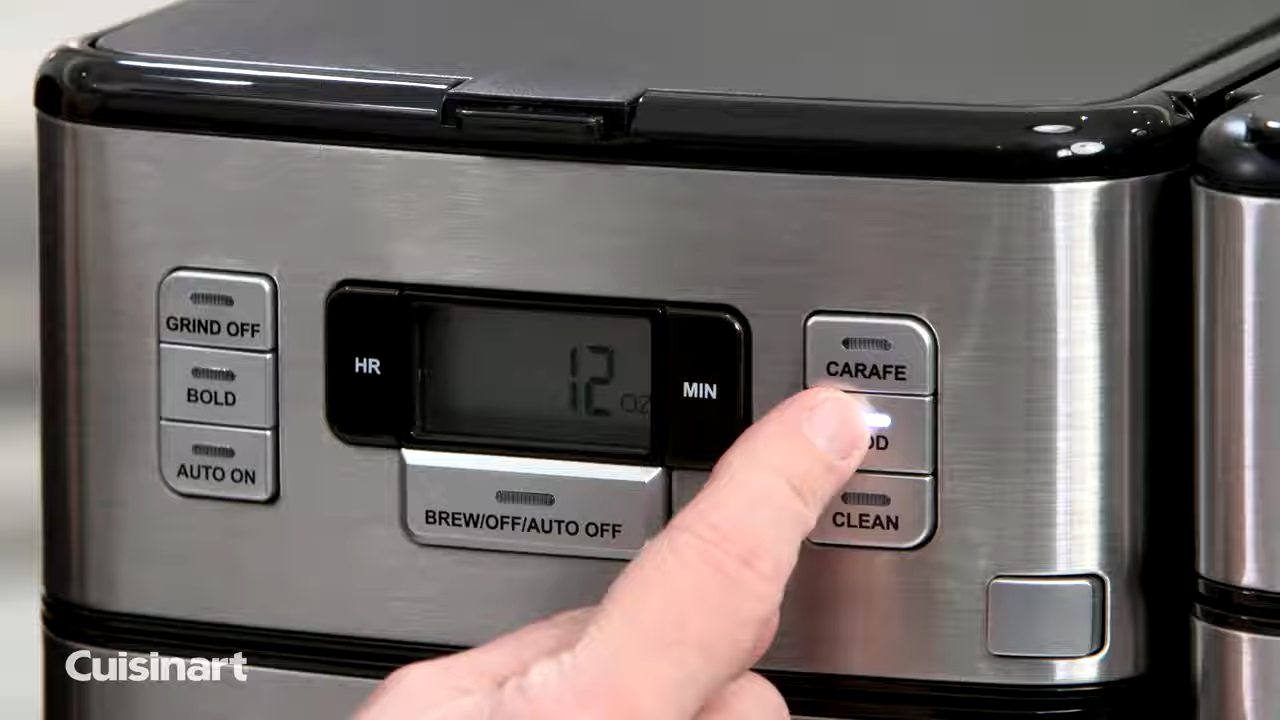 GRIND OFF
BOLD
AUTO ON
HR
12 OZ
MIN
BREW/OFF/AUTO OFF
CARAFE
CLEAN
Cuisinart